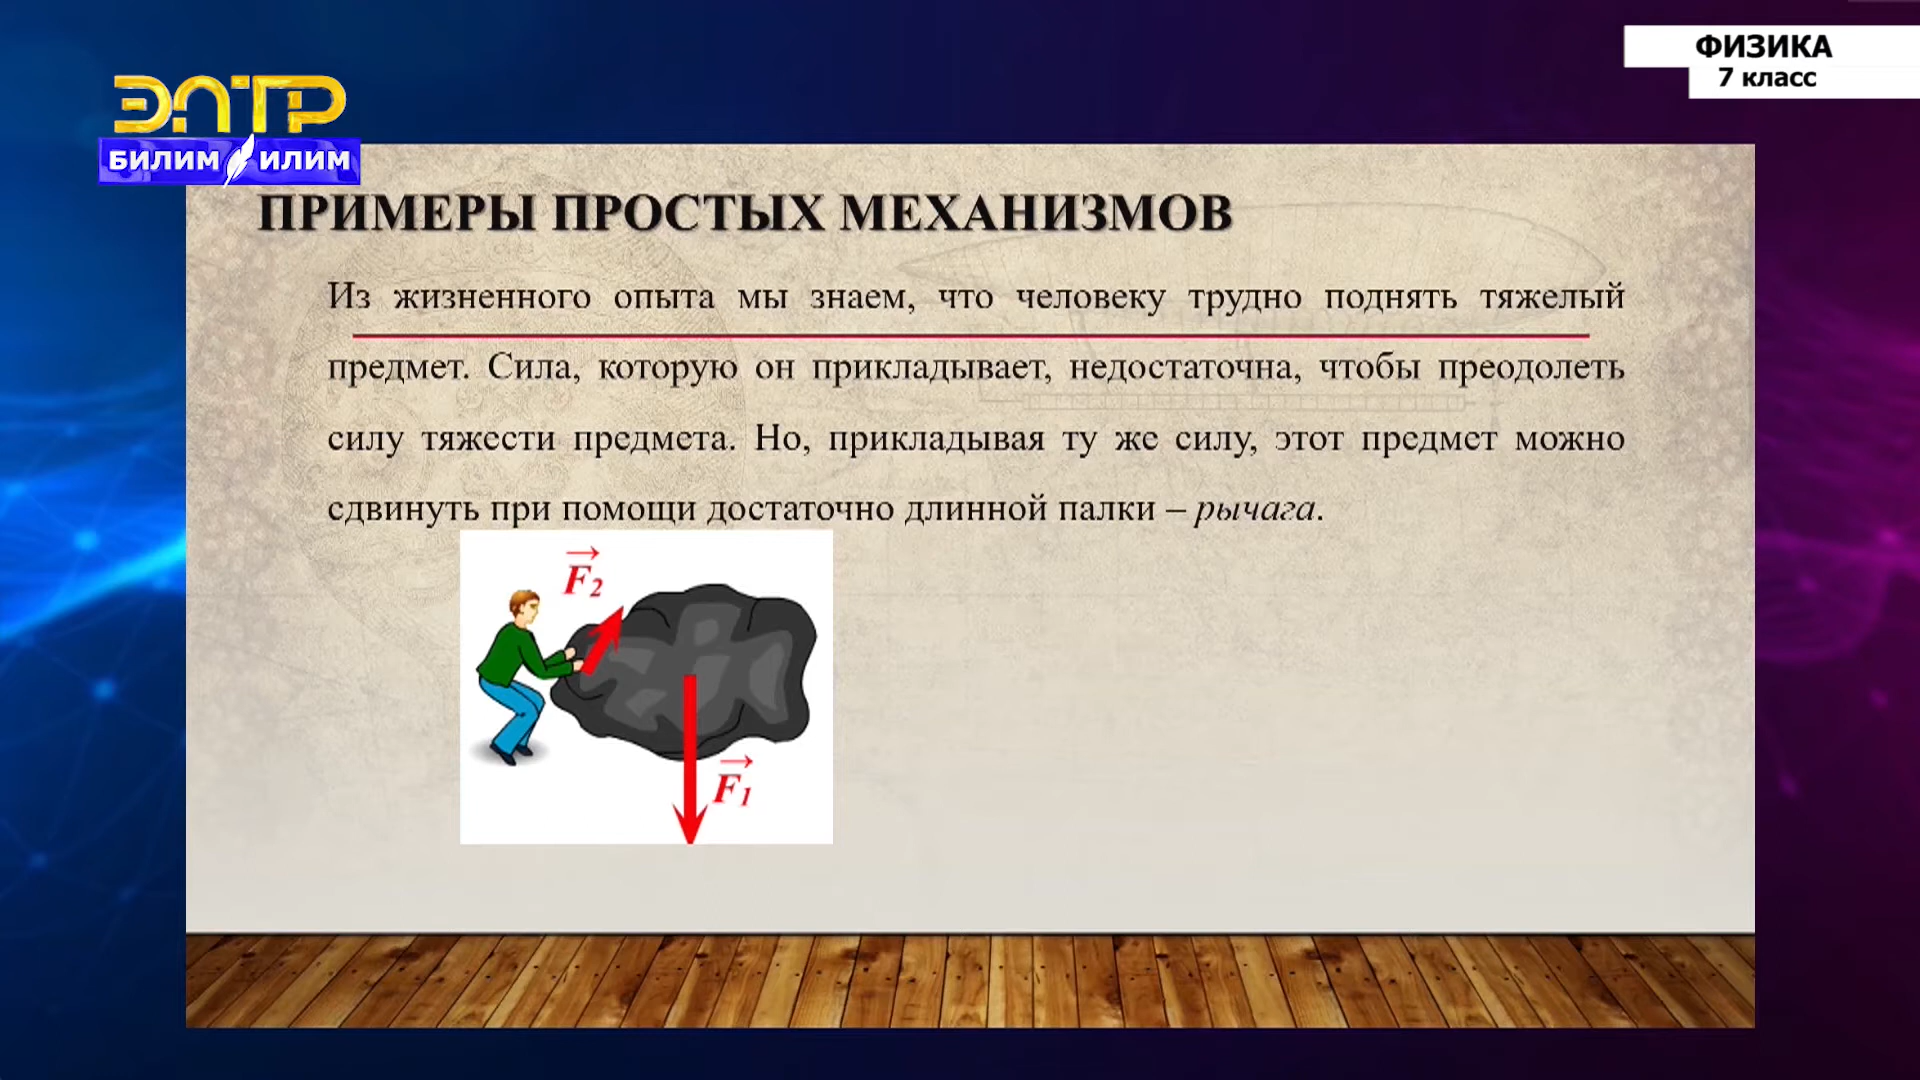 ФИЗИКА
7 класс
ЭЛТР
БИЛИМ ИЛИМ
ПРИМЕРЫ ПРОСТЫХ МЕХАНИЗМОВ
Из жизненного опыта мы знаем, что человеку трудно поднять тяжелый
предмет. Сила, которую он прикладывает, недостаточна, чтобы преодолеть
силу тяжести предмета. Но, прикладывая ту же силу, этот предмет можно
сдвинуть при помощи достаточно длинной палки – рычага.
F₂
F₁